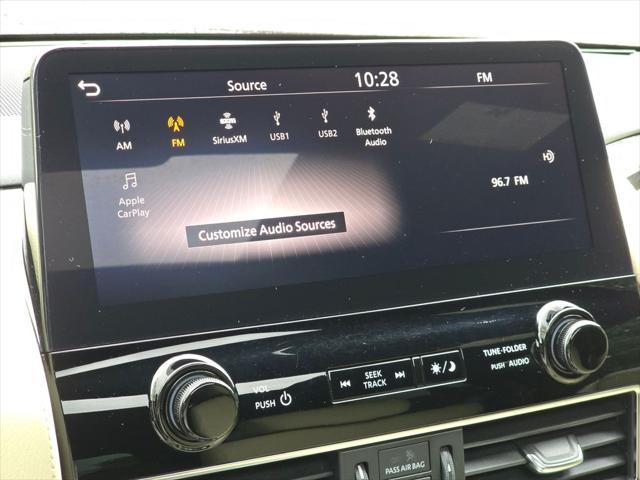 Source 10:28 FM
AM FM SiriusXM USB1 USB2 Bluetooth Audio
Apple CarPlay
96.7 FM
Customize Audio Sources
VOL
PUSH
SEEK
TRACK
TUNE·FOLDER
PUSH AUDIO
PASS AIR BAG